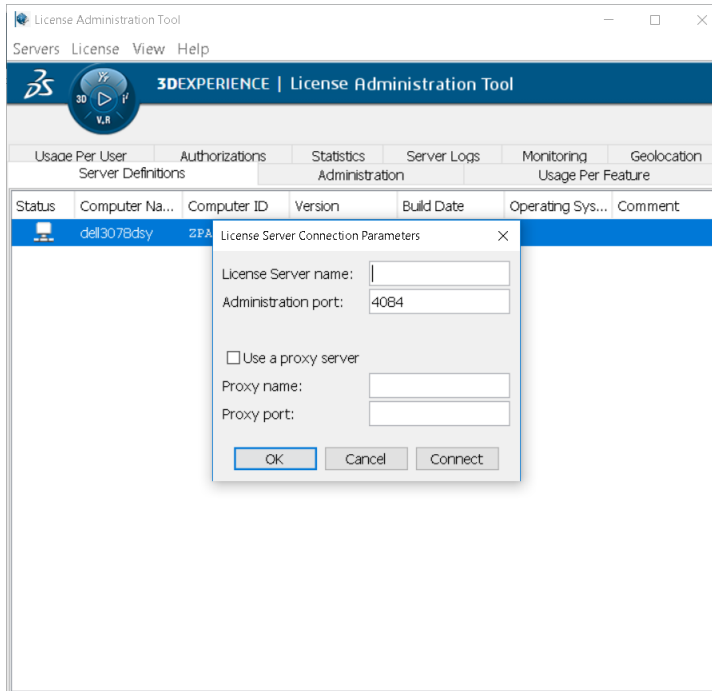 License Administration Tool
Servers License View Help
3DEXPERIENCE | License Administration Tool
3D
V,R
Usage Per User Authorizations Statistics Server Logs Monitoring Geolocation
Server Definitions Administration Usage Per Feature
Status Computer Na... Computer ID Version Build Date Operating Sys... Comment
dell3078dsy ZPA
License Server Connection Parameters
License Server name:
Administration port: 4084
Use a proxy server
Proxy name:
Proxy port:
OK Cancel Connect